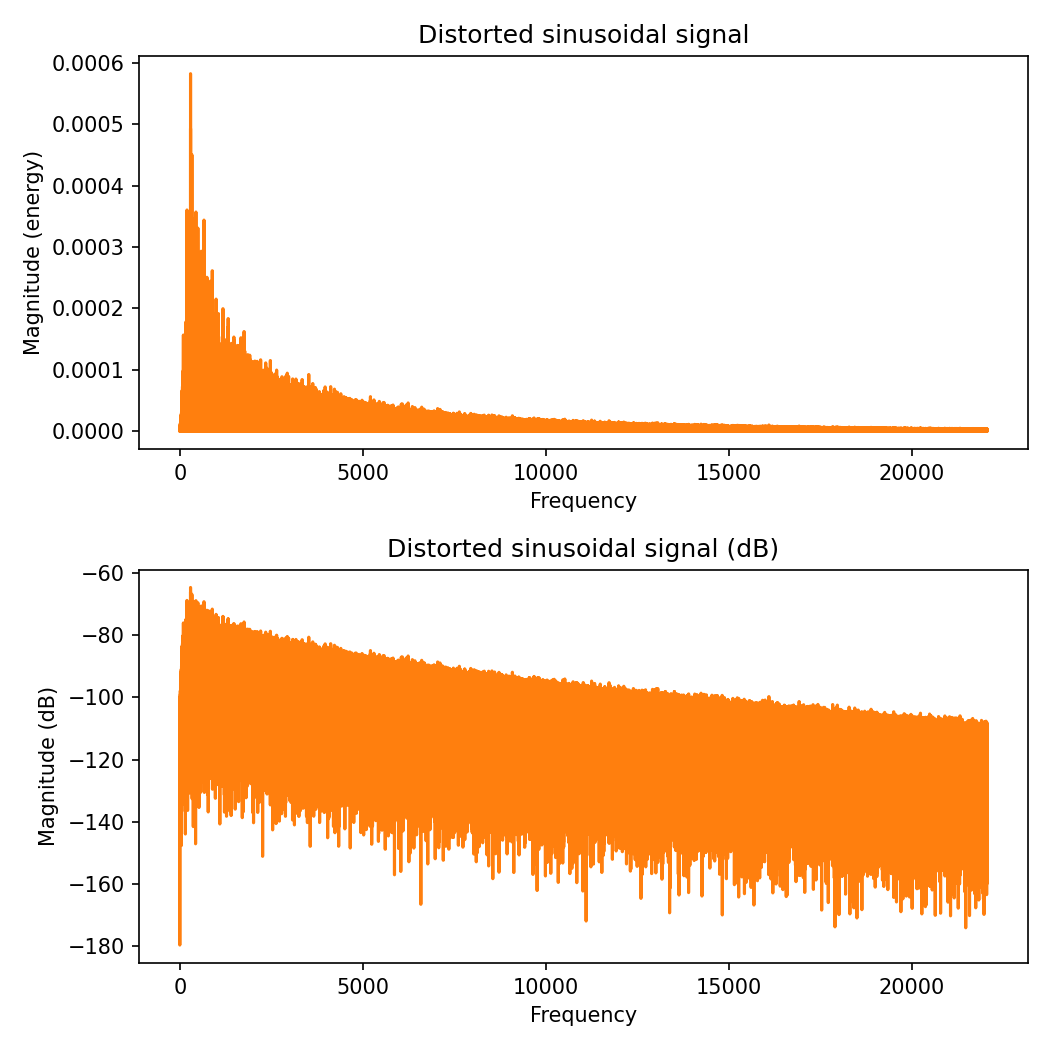 Distorted sinusoidal signal
0.0006
0.0005
0.0004
0.0003
0.0002
0.0001
0.0000
Magnitude (energy)
0 5000 10000 15000 20000
Frequency
Distorted sinusoidal signal (dB)
−60
−80
−100
−120
−140
−160
−180
Magnitude (dB)
0 5000 10000 15000 20000
Frequency